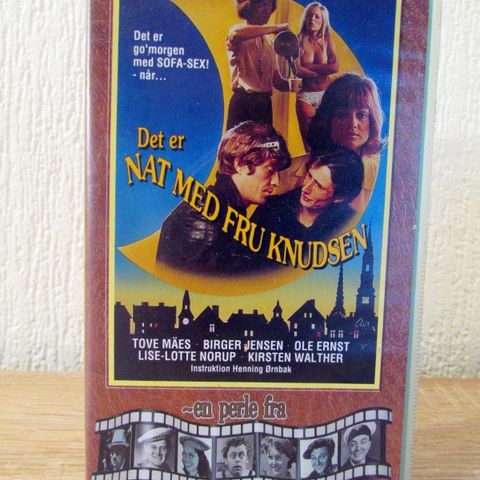 Det er
go'morgen
med SOFA-SEX!
- når...
Det er
NAT MED FRU KNUDSEN
TOVE MÄES · BIRGER JENSEN · OLE ERNST
LISE-LOTTE NORUP · KIRSTEN WALTHER
Instruktion Henning Ørnbak
~en perle fra